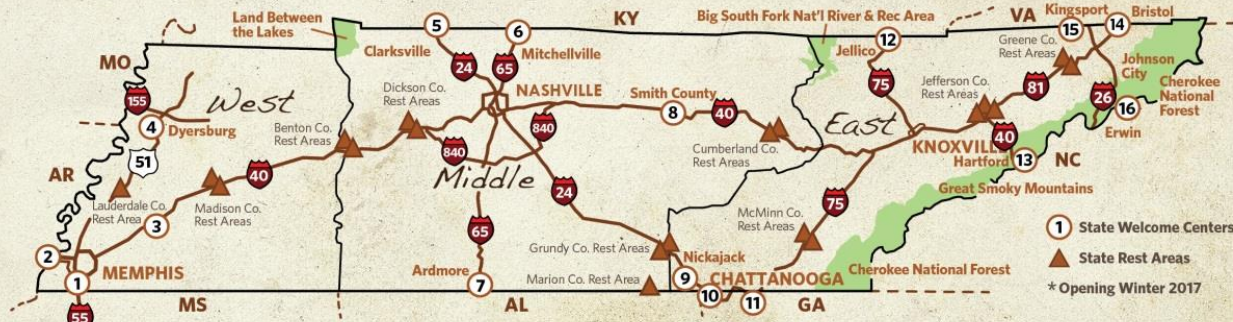 Land Between
the Lakes
KY
Big South Fork Nat'l River & Rec Area
VA
Kingsport
Bristol
5
6
12
15
14
Clarksville
Mitchellville
Jellico
Greene Co.
Rest Areas
MO
24
65
75
Johnson
City
155
West
Dickson Co.
Rest Areas
NASHVILLE
Smith County
Jefferson Co.
Rest Areas
81
26
Cherokee
National
Forest
4
Dyersburg
Benton Co.
Rest Areas
8
40
East
16
Erwin
840
840
Cumberland Co.
Rest Areas
KNOXVILLE
40
Hartford
13
NC
51
AR
40
Middle
24
Great Smoky Mountains
Lauderdale Co.
Rest Area
Madison Co.
Rest Areas
75
McMinn Co.
Rest Areas
3
65
1 State Welcome Centers
2
Grundy Co. Rest Areas
Nickajack
State Rest Areas
MEMPHIS
1
Ardmore
7
Marion Co. Rest Area
9
CHATTANOOGA
Cherokee National Forest
*Opening Winter 2017
10
11
55
MS
AL
GA